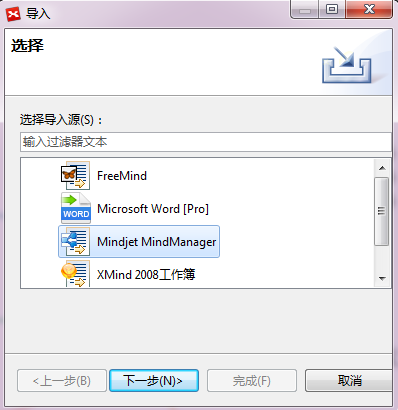 导入
选择
选择导入源(S)：
输入过滤器文本
FreeMind
Microsoft Word [Pro]
WORD
Mindjet MindManager
XMind 2008工作簿
<上一步(B)
下一步(N)>
完成(F)
取消